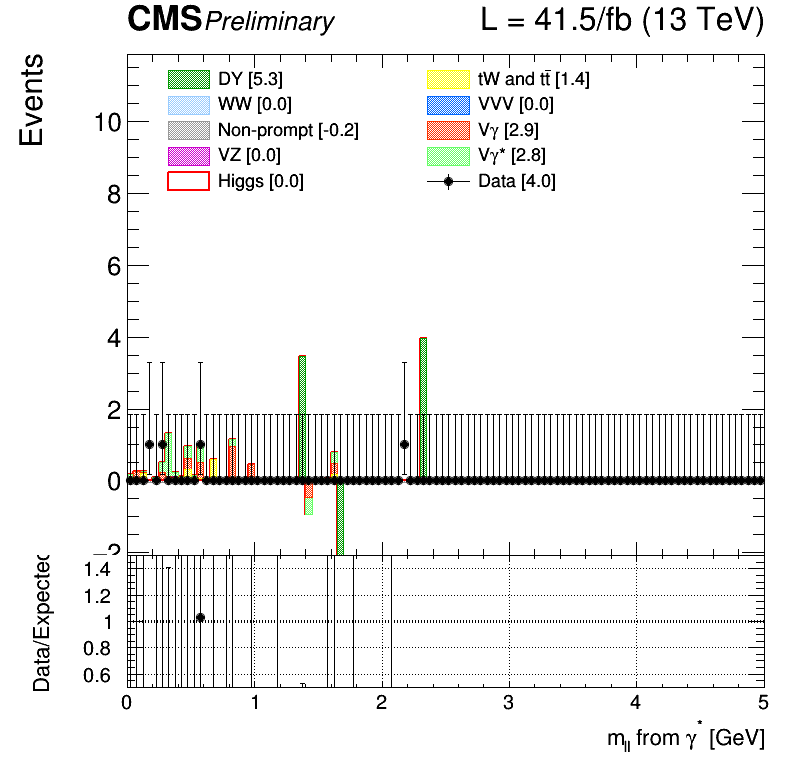 CMS Preliminary L = 41.5/fb (13 TeV)
Events
DY [5.3]
WW [0.0]
Non-prompt [-0.2]
VZ [0.0]
Higgs [0.0]
tW and tt̄ [1.4]
VVV [0.0]
Vγ [2.9]
Vγ* [2.8]
Data [4.0]
10
8
6
4
2
0
−2
Data/Expected
1.4
1.2
1
0.8
0.6
0 1 2 3 4 5
m_ll from γ* [GeV]